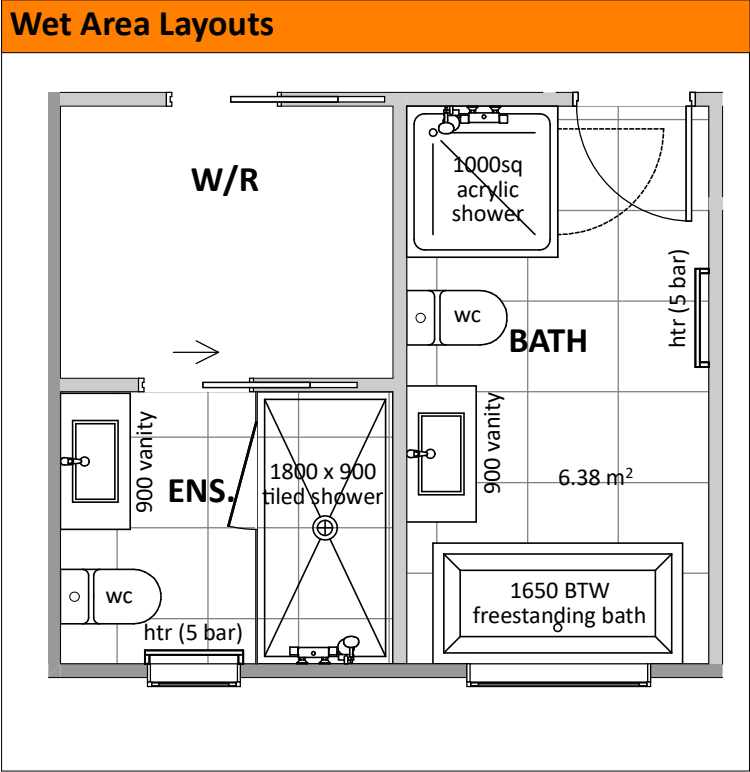 Wet Area Layouts
W/R
1000sq
acrylic
shower
htr (5 bar)
wc
BATH
900 vanity
6.38 m²
900 vanity
ENS.
1800 x 900
tiled shower
wc
htr (5 bar)
1650 BTW
freestanding bath